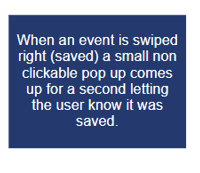 When an event is swiped
right (saved) a small non
clickable pop up comes
up for a second letting
the user know it was
saved.